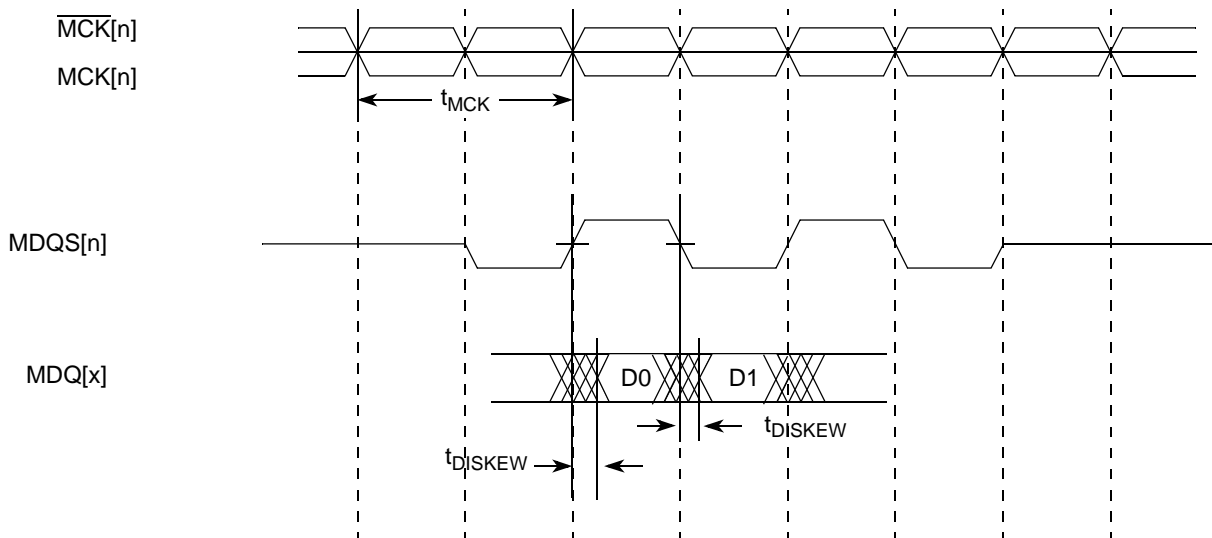 MCK[n]
MCK[n]
tMCK
MDQS[n]
MDQ[x]
D0
D1
tDISKEW
tDISKEW